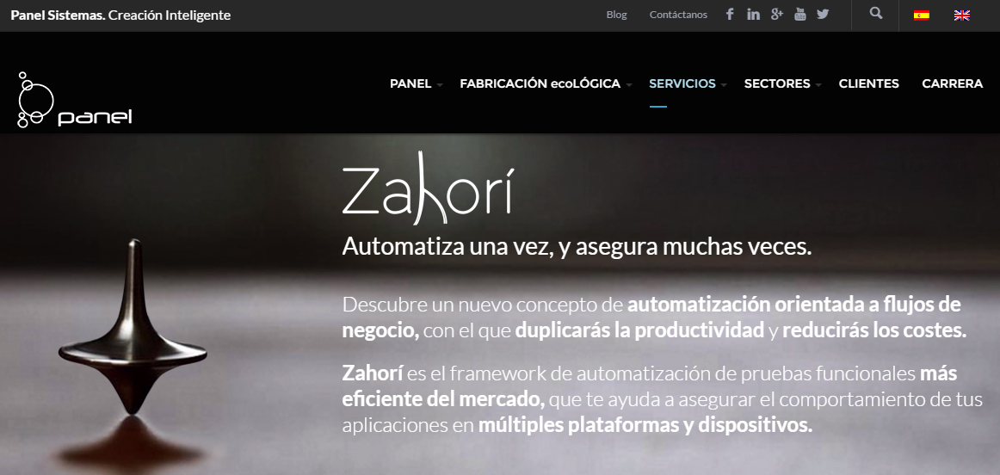 Panel Sistemas. Creación Inteligente
Blog
Contáctanos
panel
PANEL
FABRICACIÓN ecoLÓGICA
SERVICIOS
SECTORES
CLIENTES
CARRERA
Zahorí
Automatiza una vez, y asegura muchas veces.
Descubre un nuevo concepto de automatización orientada a flujos de
negocio, con el que duplicarás la productividad y reducirás los costes.
Zahorí es el framework de automatización de pruebas funcionales más
eficiente del mercado, que te ayuda a asegurar el comportamiento de tus
aplicaciones en múltiples plataformas y dispositivos.